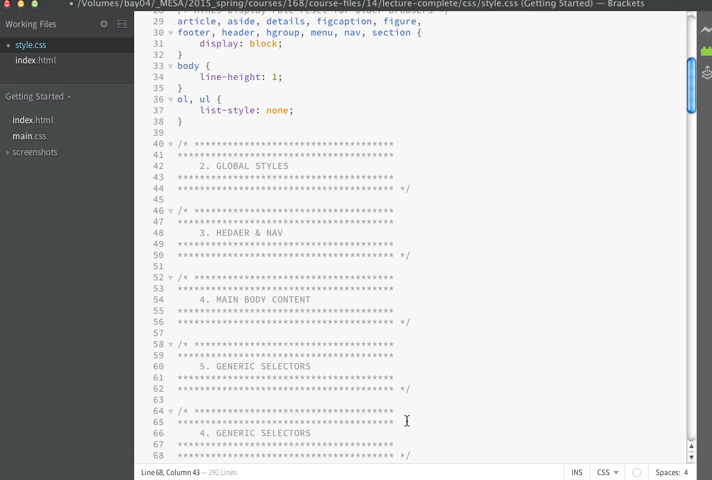 /Volumes/bay04/_MESA/2015_spring/courses/168/course-files/14/lecture-complete/css/style.css (Getting Started) — Brackets
Working Files
style.css
index.html
Getting Started
index.html
main.css
screenshots
29 article, aside, details, figcaption, figure,
30 footer, header, hgroup, menu, nav, section {
31 display: block;
32 }
33 body {
34 line-height: 1;
35 }
36 ol, ul {
37 list-style: none;
38 }
39
40 /* ************************************
41 ***************************************
42 2. GLOBAL STYLES
43 ***************************************
44 *************************************** */
45
46 /* ************************************
47 ***************************************
48 3. HEDAER & NAV
49 ***************************************
50 *************************************** */
51
52 /* ************************************
53 ***************************************
54 4. MAIN BODY CONTENT
55 ***************************************
56 *************************************** */
57
58 /* ************************************
59 ***************************************
60 5. GENERIC SELECTORS
61 ***************************************
62 *************************************** */
63
64 /* ************************************
65 ***************************************
66 4. GENERIC SELECTORS
67 ***************************************
68 *************************************** */
Line 68, Column 43 — 292 Lines
INS CSS Spaces: 4